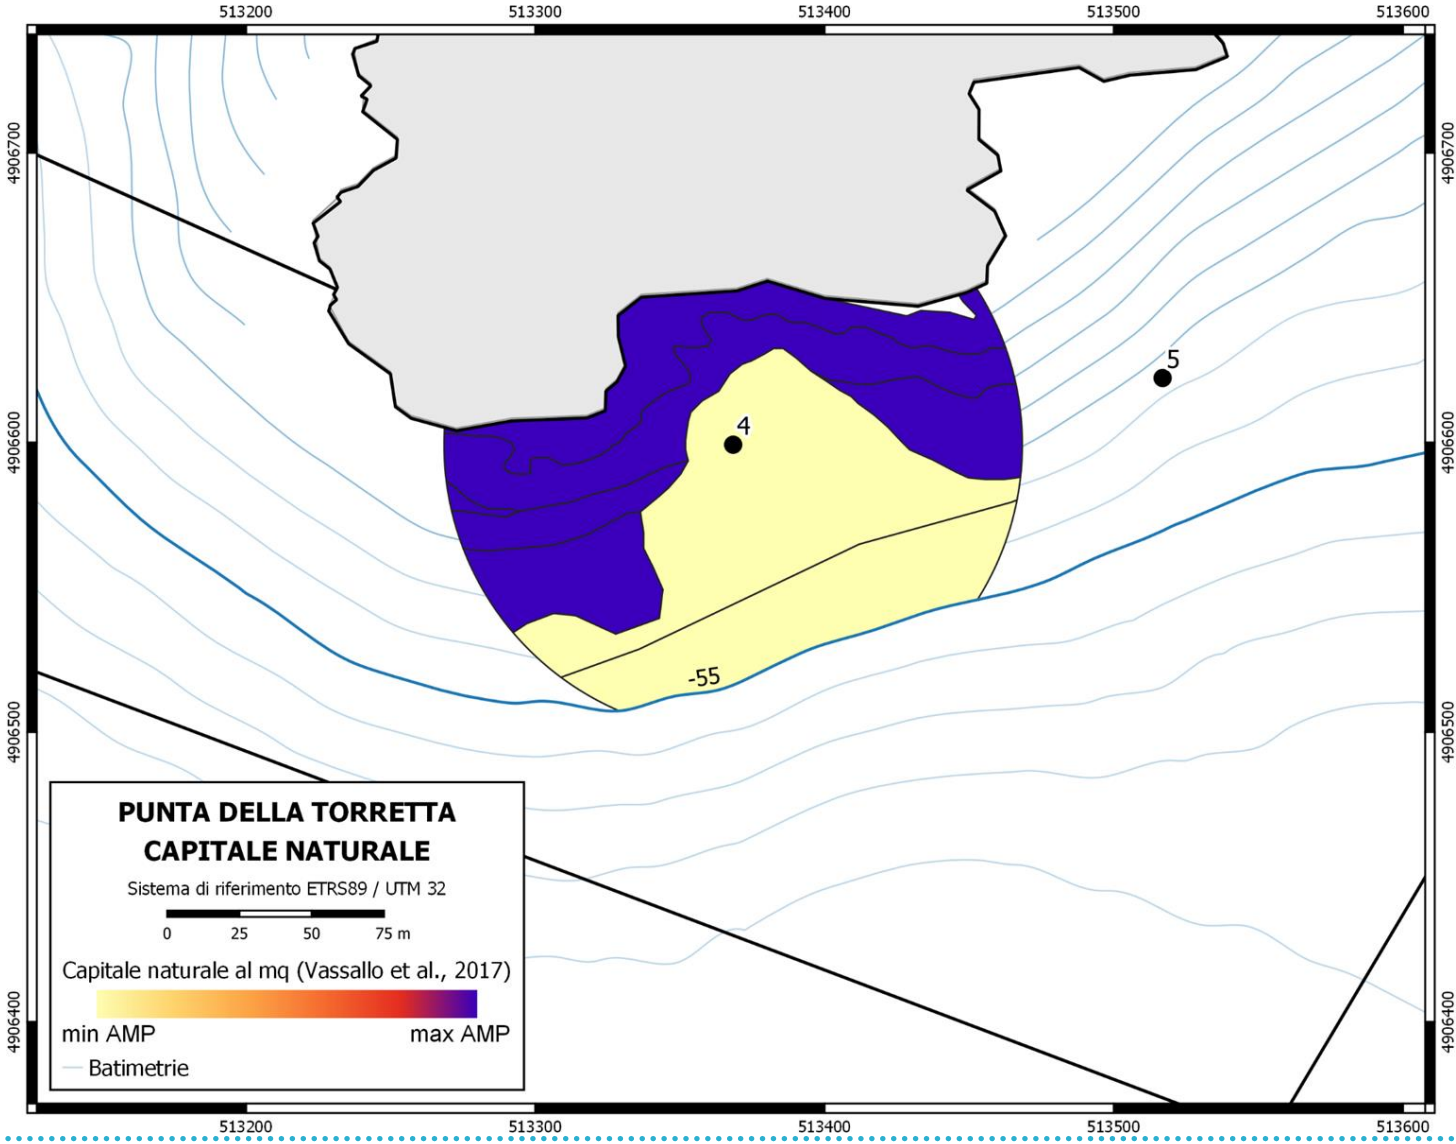 513200 513300 513400 513500 513600
4906700 4906700
5
4
4906600 4906600
-55
4906500 4906500
PUNTA DELLA TORRETTA
CAPITALE NATURALE
Sistema di riferimento ETRS89 / UTM 32
0 25 50 75 m
Capitale naturale al mq (Vassallo et al., 2017)
min AMP max AMP
Batimetrie
4906400 4906400
513200 513300 513400 513500 513600